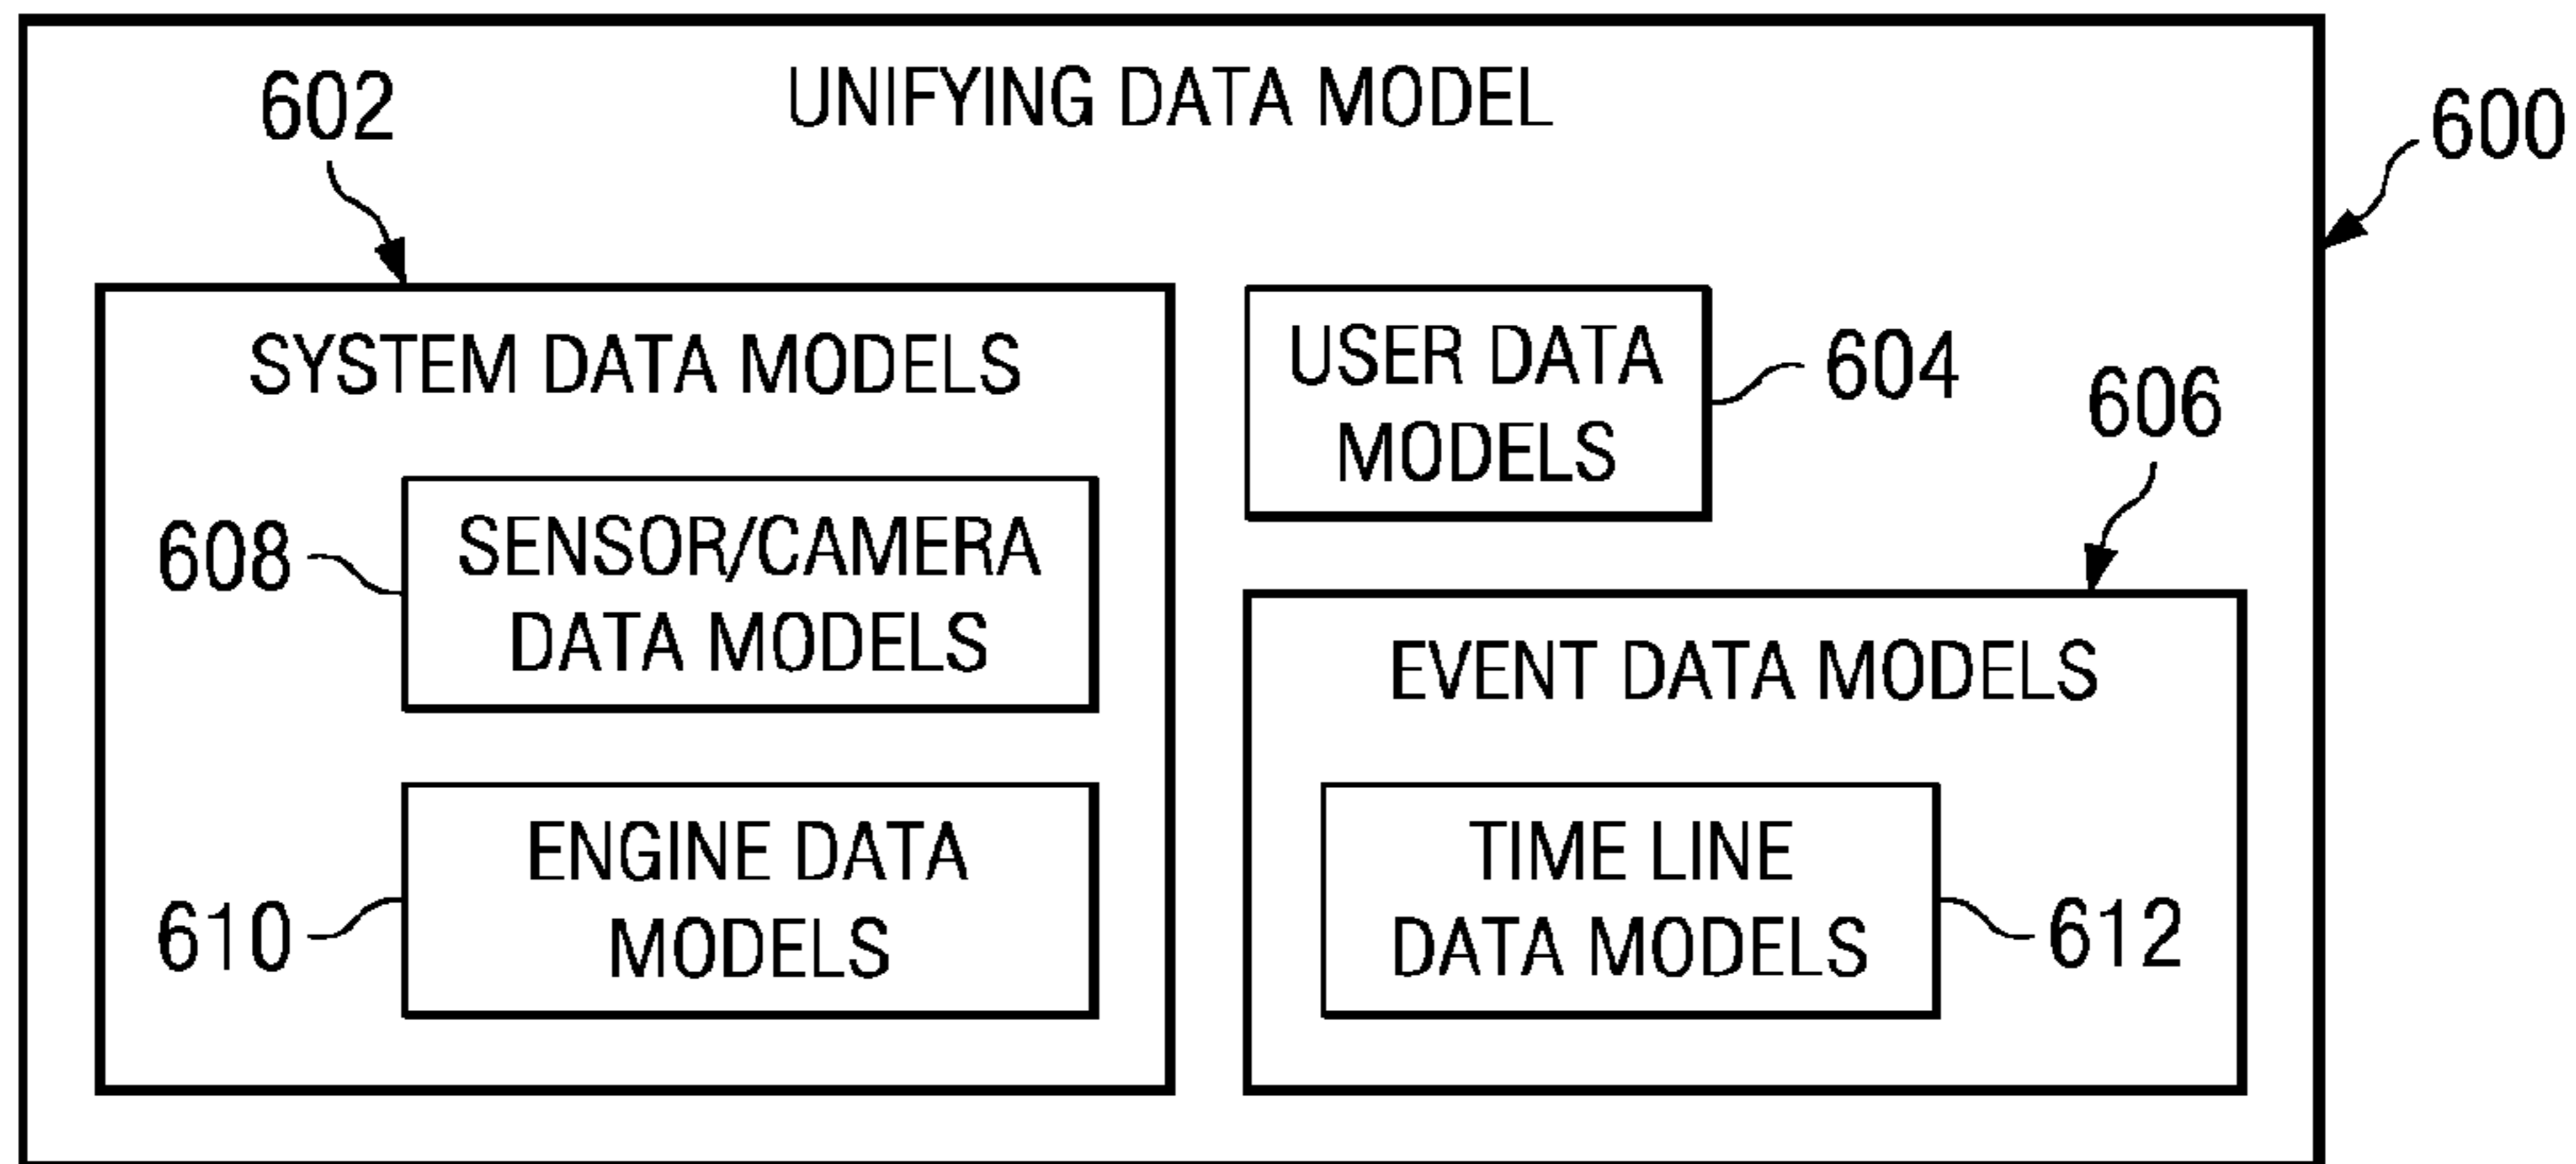 UNIFYING DATA MODEL
602
600
SYSTEM DATA MODELS
608
SENSOR/CAMERA
DATA MODELS
610
ENGINE DATA
MODELS
USER DATA
MODELS
604
606
EVENT DATA MODELS
TIME LINE
DATA MODELS
612